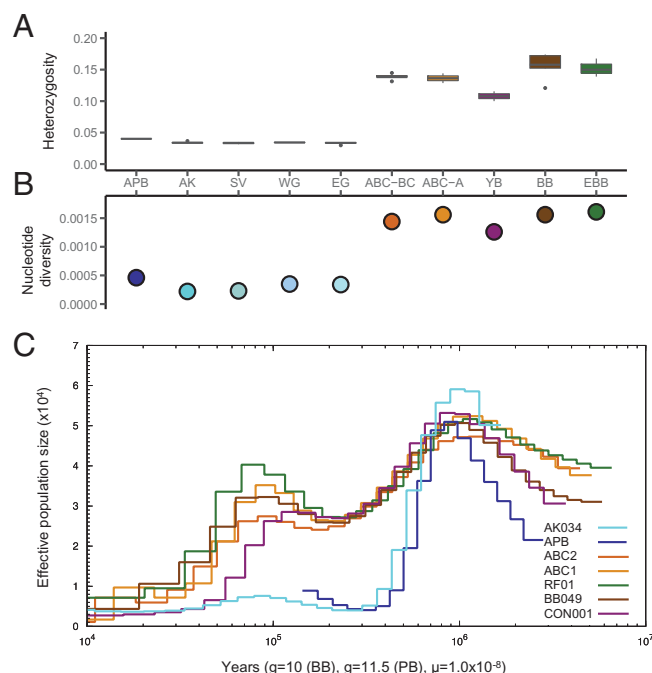 A
Heterozygosity
0.20
0.15
0.10
0.05
0.00
APB AK SV WG EG ABC−BC ABC−A YB BB EBB
B
Nucleotide
diversity
0.0015
0.0010
0.0005
0.0000
C
Effective population size (x10⁴)
7
6
5
4
3
2
1
0
AK034
APB
ABC2
ABC1
RF01
BB049
CON001
10⁴ 10⁵ 10⁶ 10⁷
Years (g=10 (BB), g=11.5 (PB), µ=1.0x10⁻⁸)